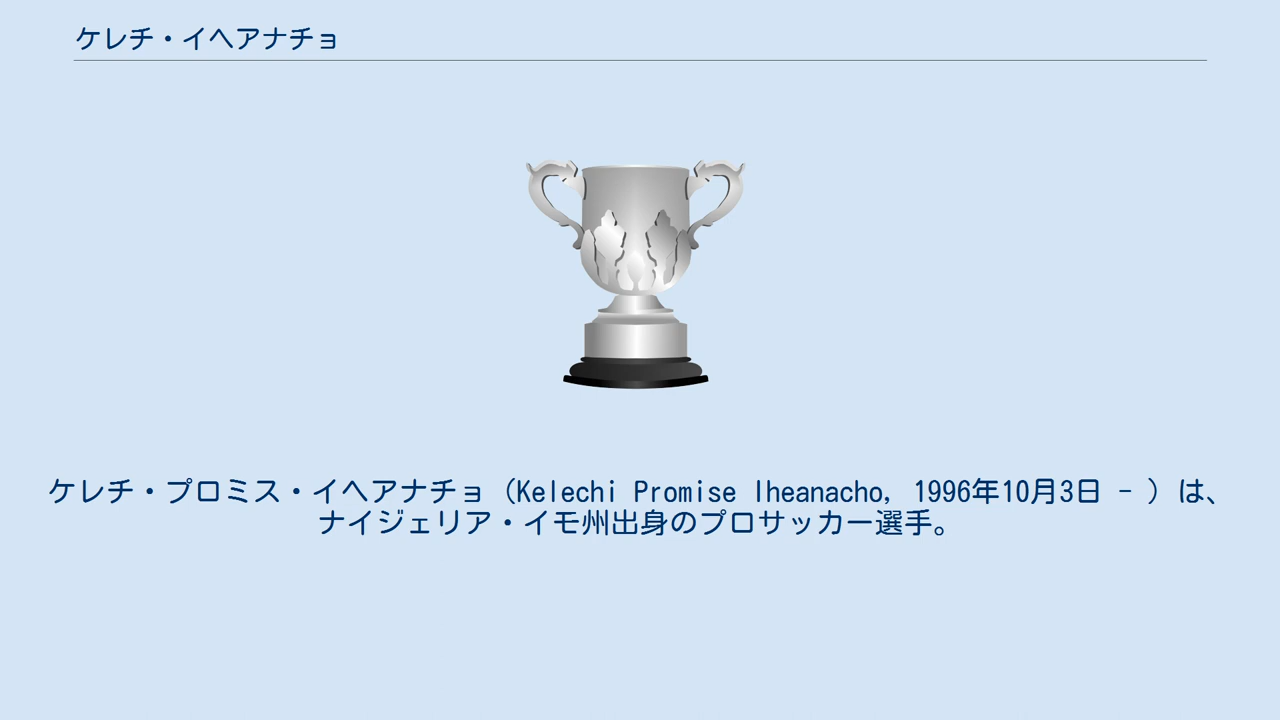 ケレチ・イヘアナチョ
ケレチ・プロミス・イヘアナチョ（Kelechi Promise Iheanacho, 1996年10月3日 - ）は、
ナイジェリア・イモ州出身のプロサッカー選手。